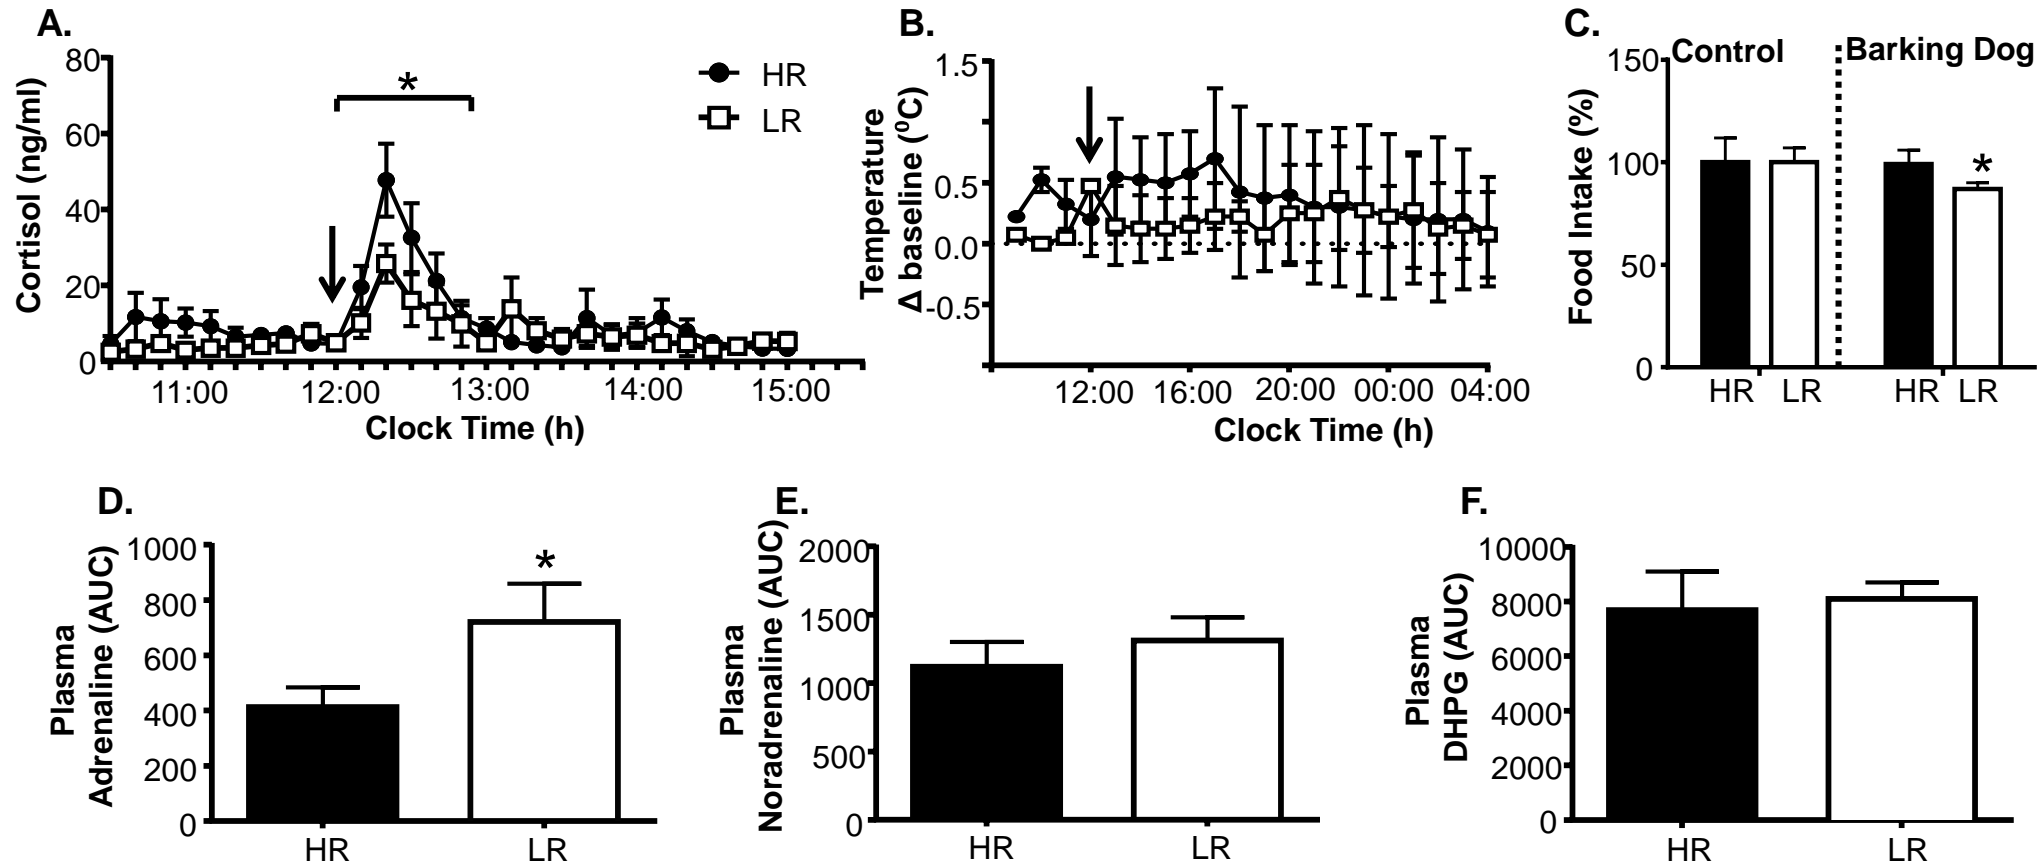 A.
Cortisol (ng/ml)
80
60
40
20
0
*
HR
LR
11:00 12:00 13:00 14:00 15:00
Clock Time (h)
B.
Temperature
Δ baseline (⁰C)
1.5
0.5
0.0
-0.5
12:00 16:00 20:00 00:00 04:00
Clock Time (h)
C.
Control Barking Dog
Food Intake (%)
150
100
50
0
*
HR LR HR LR
D.
Plasma
Adrenaline (AUC)
1000
800
600
400
200
0
*
HR LR
E.
Plasma
Noradrenaline (AUC)
2000
1500
1000
500
0
HR LR
F.
Plasma
DHPG (AUC)
10000
8000
6000
4000
2000
0
HR LR